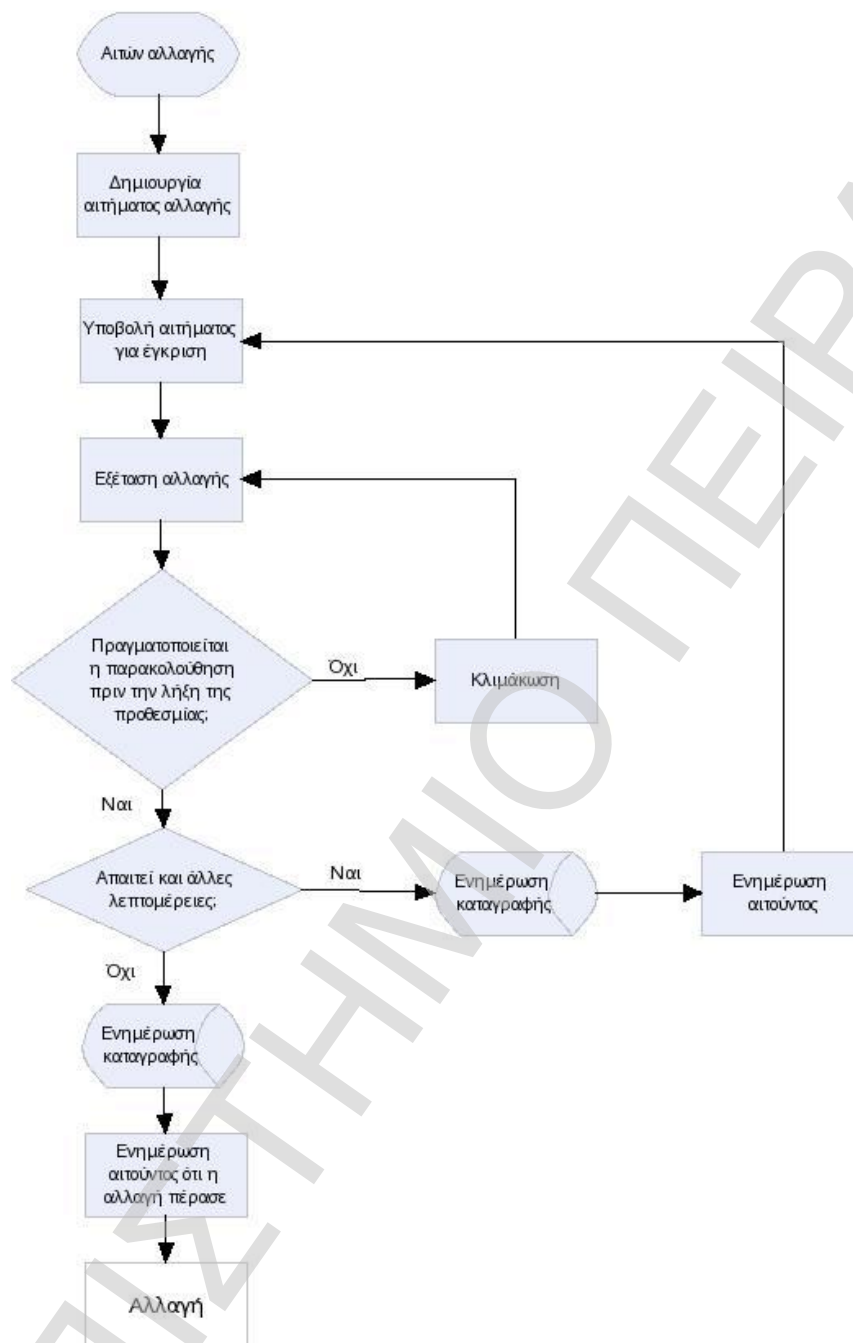 Αιτών αλλαγής
Δημιουργία
αιτήματος αλλαγής
Υποβολή αιτήματος
για έγκριση
Εξέταση αλλαγής
Πραγματοποιείται
η παρακολούθηση
πριν την λήξη της
προθεσμίας;
Όχι
Κλιμάκωση
Ναι
Απαιτεί και άλλες
λεπτομέρειες;
Ναι
Ενημέρωση
καταγραφής
Ενημέρωση
αιτούντος
Όχι
Ενημέρωση
καταγραφής
Ενημέρωση
αιτούντος ότι η
αλλαγή πέρασε
Αλλαγή
ΠΙΣΤΗΜΙΟ ΠΕΙΡΑ